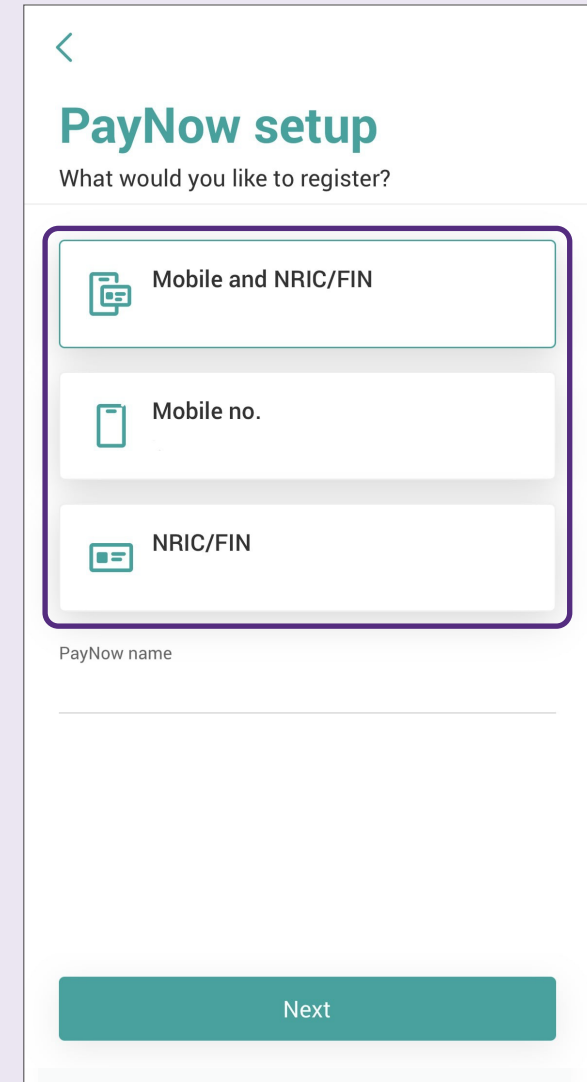 PayNow setup
What would you like to register?
Mobile and NRIC/FIN
Mobile no.
NRIC/FIN
PayNow name
Next